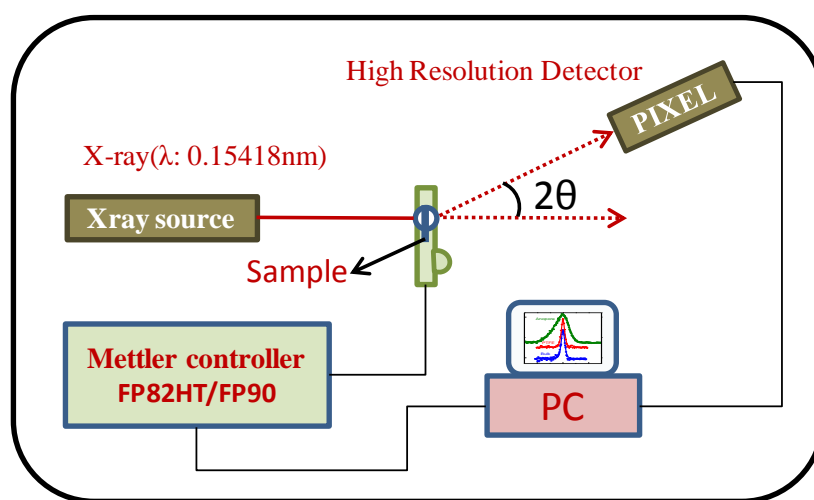 High Resolution Detector
PIXEL
X-ray(λ: 0.15418nm)
Xray source
2θ
Sample
Mettler controller
FP82HT/FP90
PC